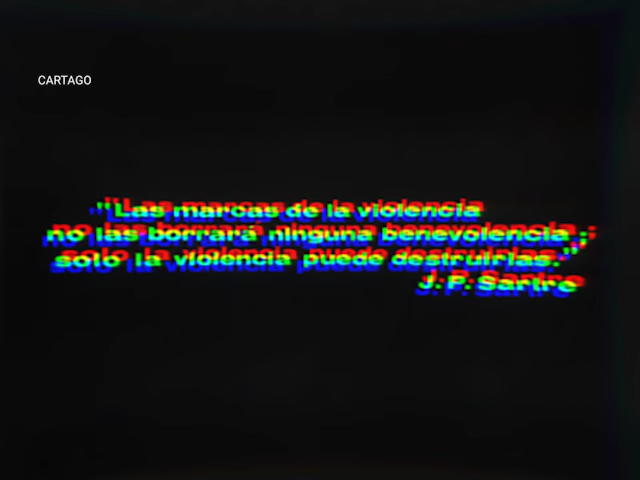 CARTAGO
"Las marcas de la violencia
no las borrará ninguna benevolencia,;
solo la violencia puede destruirlas."
J. P. Sartre